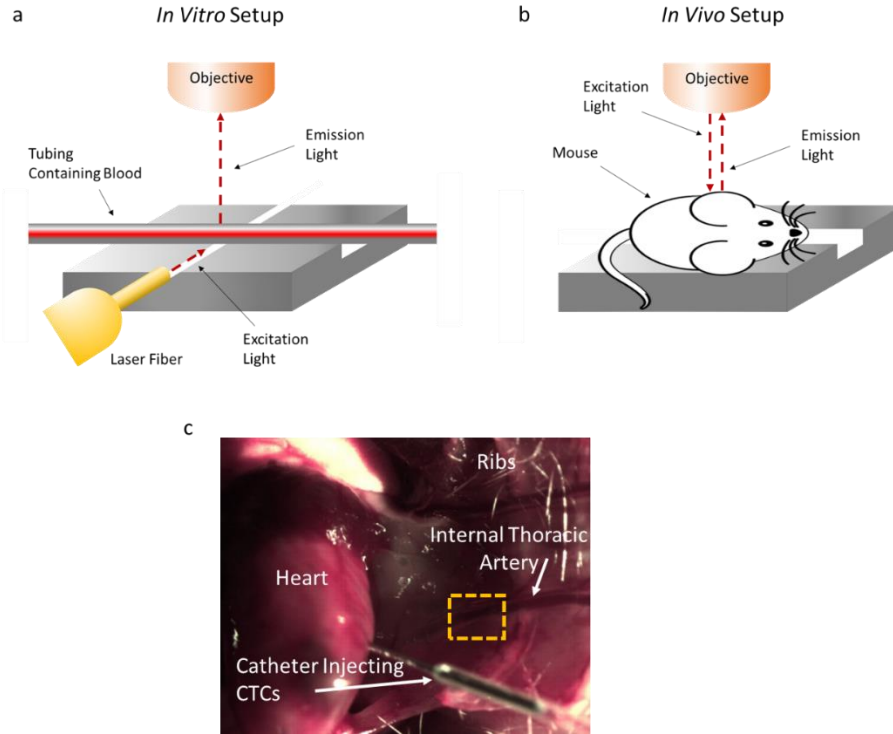 a
In Vitro Setup
Objective
Emission
Light
Tubing
Containing Blood
Excitation
Light
Laser Fiber
b
In Vivo Setup
Objective
Excitation
Light
Mouse
Emission
Light
c
Ribs
Internal Thoracic
Artery
Heart
Catheter Injecting
CTCs